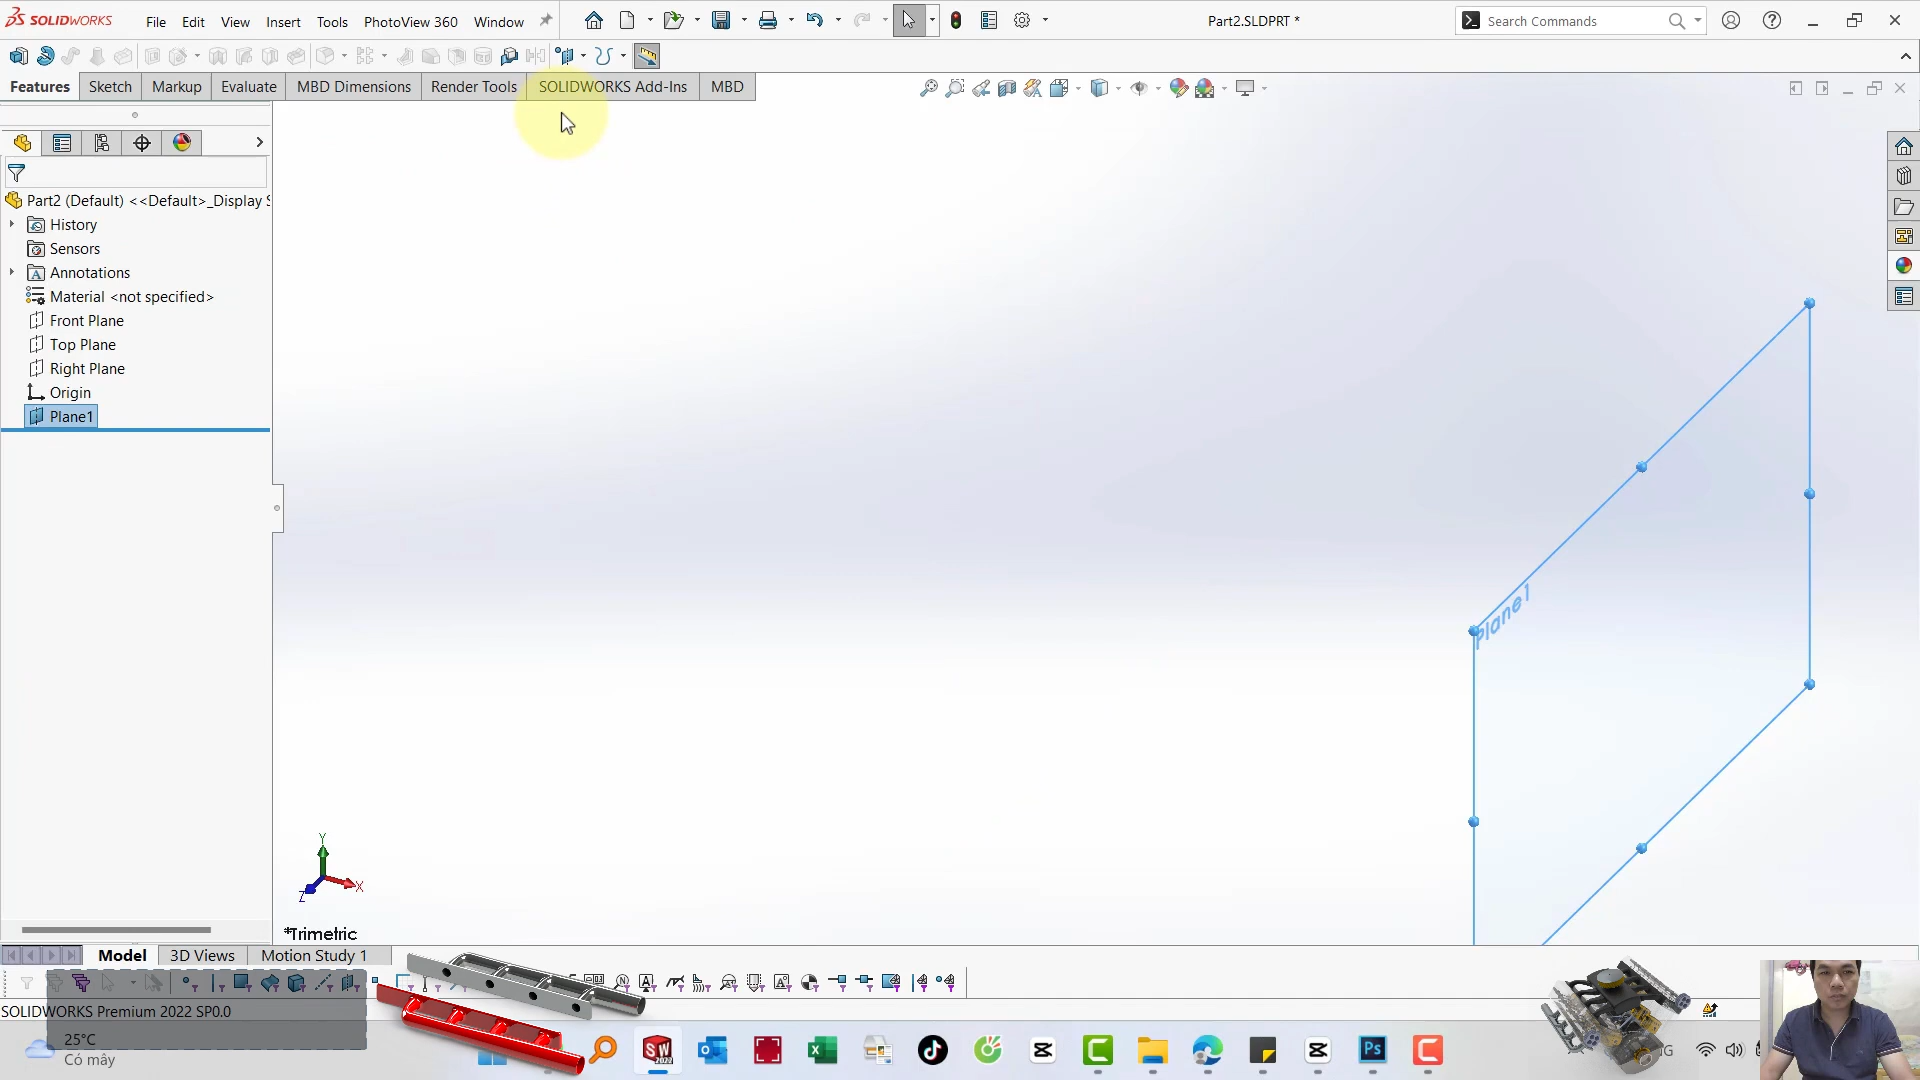 SOLIDWORKS File Edit View Insert Tools PhotoView 360 Window Part2.SLDPRT * Search Commands
Features Sketch Markup Evaluate MBD Dimensions Render Tools SOLIDWORKS Add-Ins MBD
Part2 (Default) <<Default>_Display S
History
Sensors
Annotations
Material <not specified>
Front Plane
Top Plane
Right Plane
Origin
Plane1
Plane1
Y
X
Z
*Trimetric
Model 3D Views Motion Study 1
SOLIDWORKS Premium 2022 SP0.0
25°C
Có mây